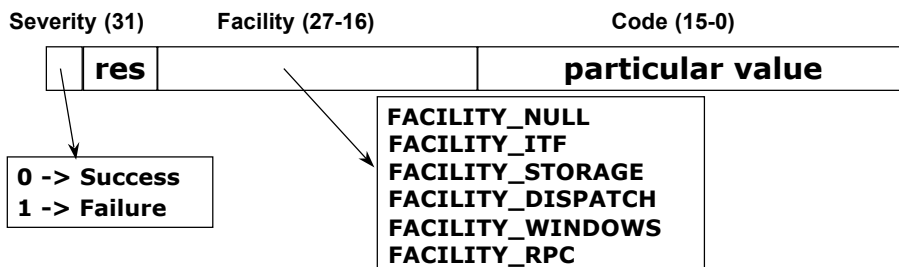 Severity (31) Facility (27-16) Code (15-0)
res particular value
0 -> Success
1 -> Failure
FACILITY_NULL
FACILITY_ITF
FACILITY_STORAGE
FACILITY_DISPATCH
FACILITY_WINDOWS
FACILITY_RPC